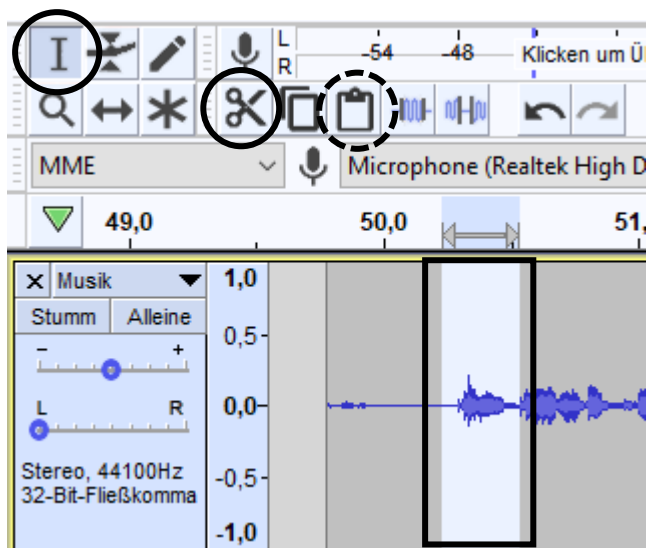 L
R
-54 -48 Klicken um Ü
MME
Microphone (Realtek High D
49,0 50,0 51,
Musik
Stumm Alleine
- +
L R
Stereo, 44100Hz
32-Bit-Fließkomma
1,0
0,5-
0,0-
-0,5-
-1,0